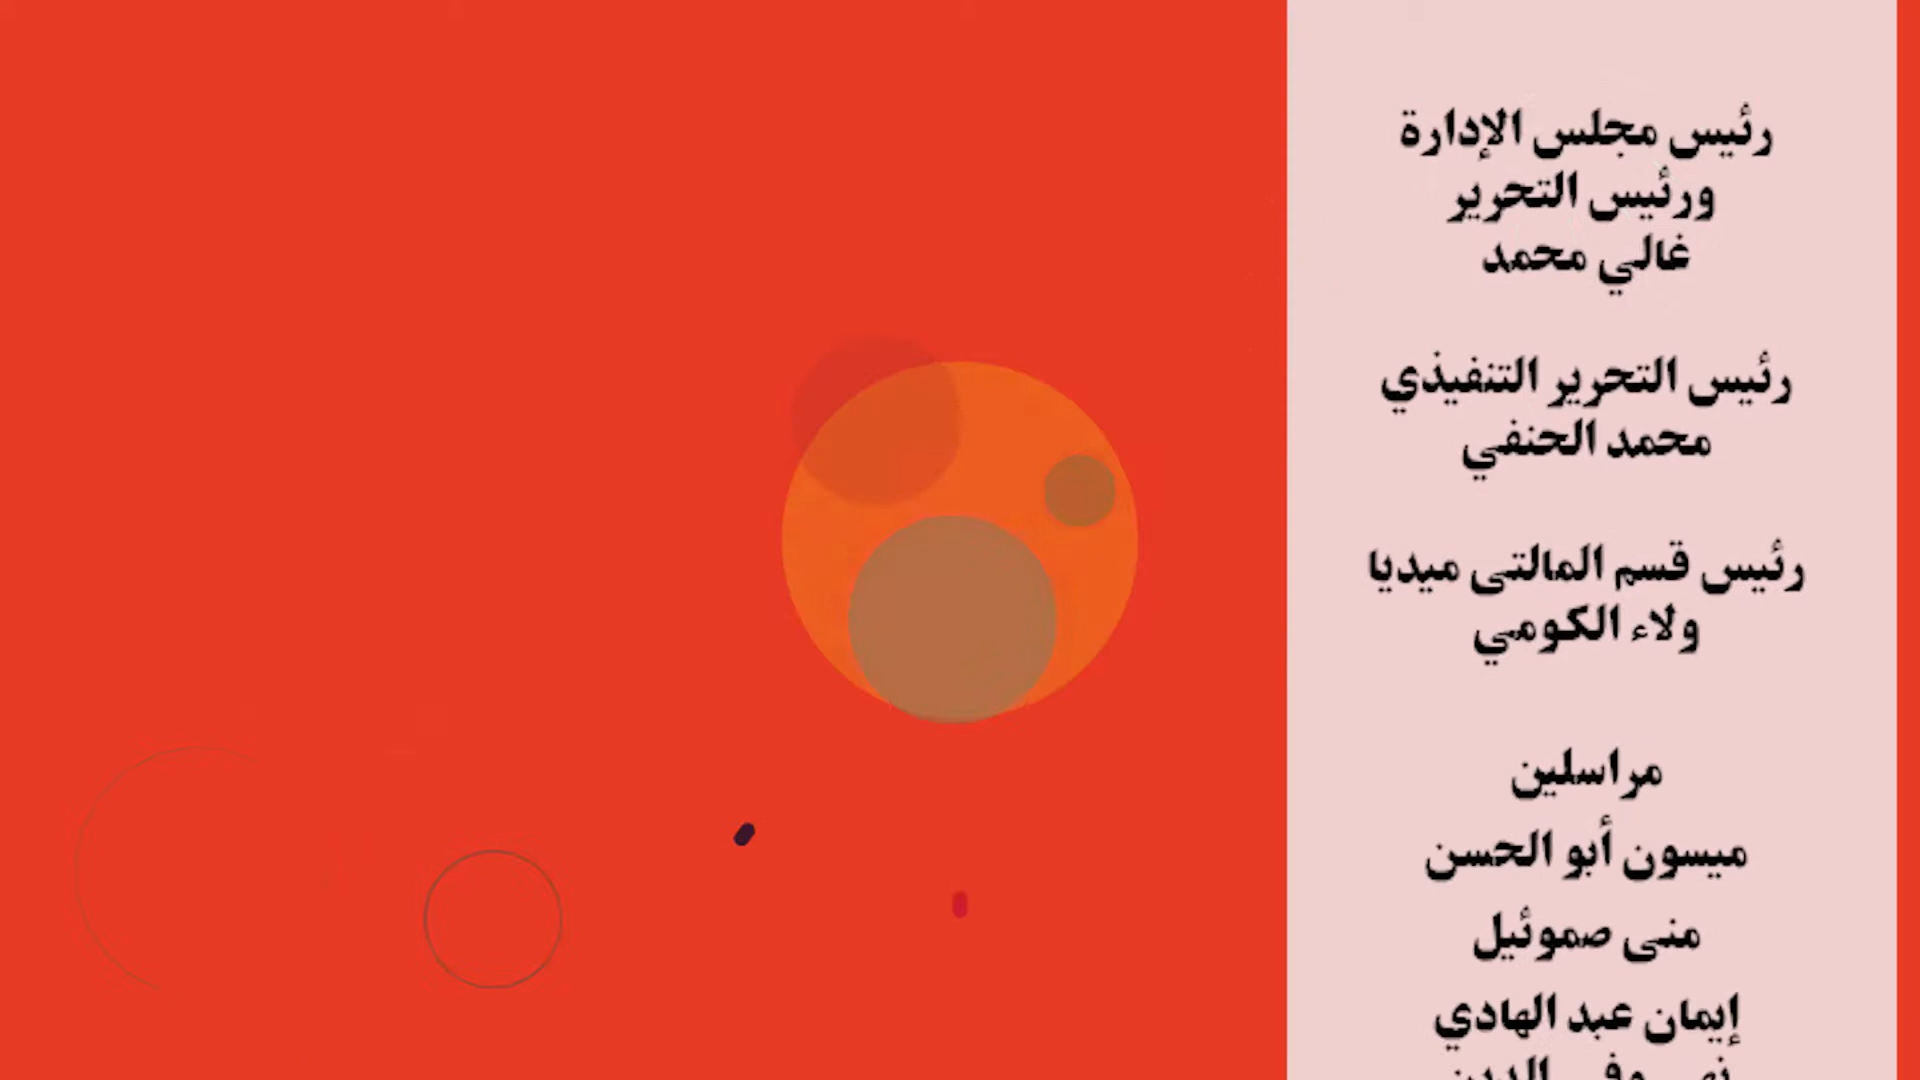 رئيس مجلس الإدارة
ورئيس التحرير
غالي محمد
رئيس التحرير التنفيذي
محمد الحنفي
رئيس قسم المالتى ميديا
ولاء الكومي
مراسلين
ميسون أبو الحسن
منى صموئيل
إيمان عبد الهادي